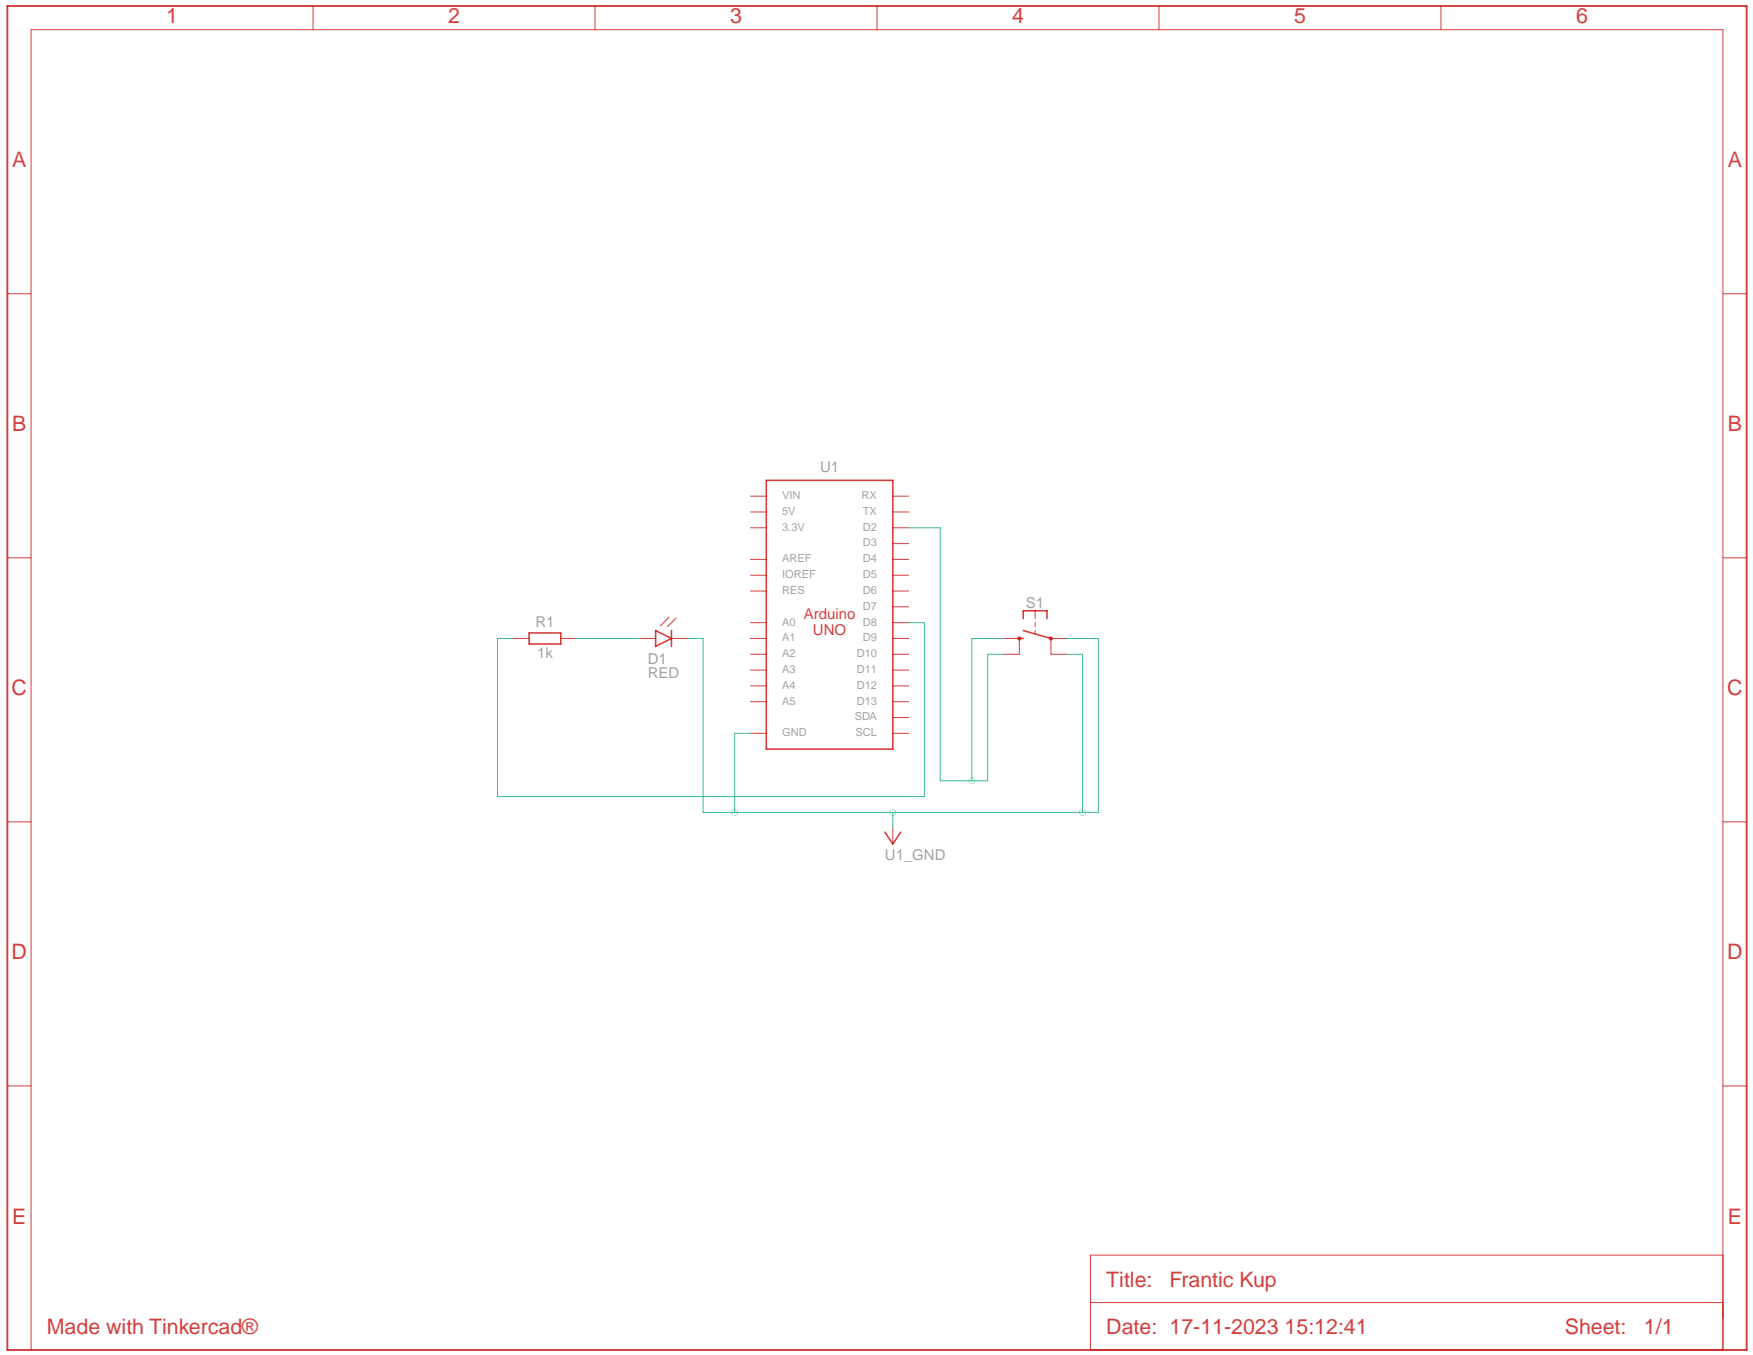 1 2 3 4 5 6
A A
B B
U1
VIN RX
5V TX
3.3V D2
D3
AREF D4
IOREF D5
RES D6
D7
Arduino
UNO
A0 D8
A1 D9
A2 D10
A3 D11
A4 D12
A5 D13
SDA
GND SCL
R1
1k
D1
RED
S1
C C
U1_GND
D D
E E
Title: Frantic Kup
Date: 17-11-2023 15:12:41 Sheet: 1/1
Made with Tinkercad®